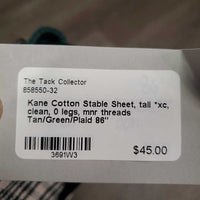 The Tack Collector
858550-32
Kane Cotton Stable Sheet, tail *xc,
clean, 0 legs, mnr threads
Tan/Green/Plaid 86"
3691W3
$45.00